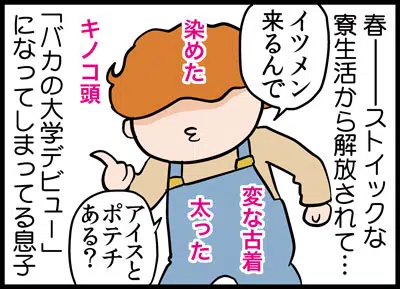 春――ストイックな
寮生活から解放されて…
イツメン
来るんで
染めた
キノコ頭
変な古着
太った
アイスと
ポテチ
ある?
「バカの大学デビュー」
になってしまってる息子